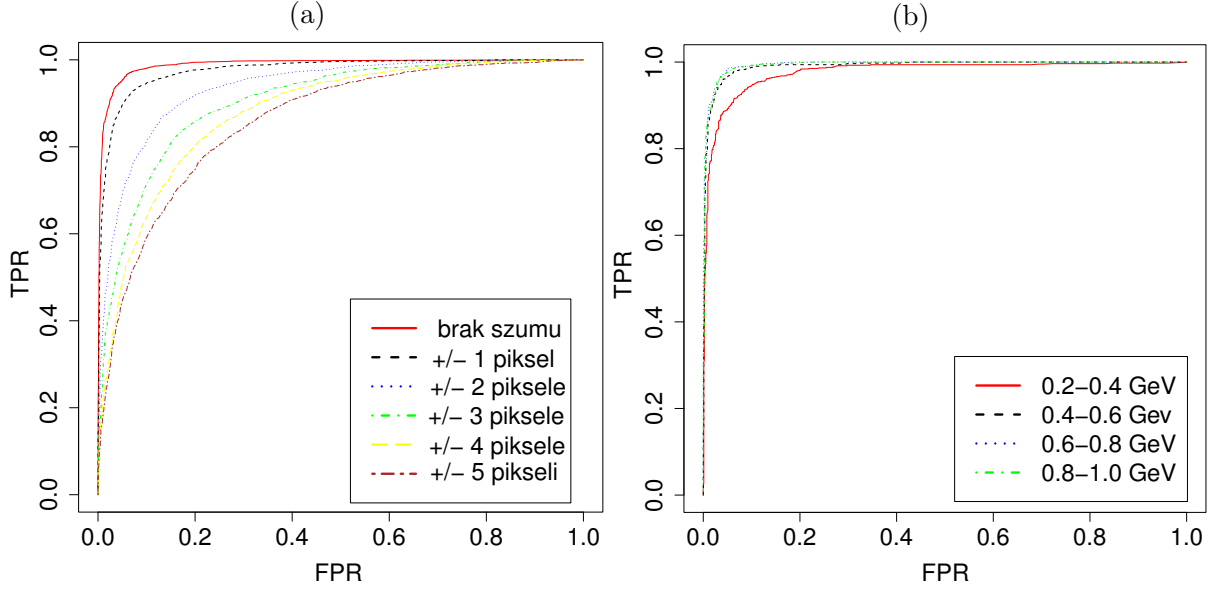 (a)
TPR
0.0
0.2
0.4
0.6
0.8
1.0
brak szumu
+/− 1 piksel
+/− 2 piksele
+/− 3 piksele
+/− 4 piksele
+/− 5 pikseli
0.0 0.2 0.4 0.6 0.8 1.0
FPR
(b)
TPR
0.0
0.2
0.4
0.6
0.8
1.0
0.2−0.4 GeV
0.4−0.6 Gev
0.6−0.8 GeV
0.8−1.0 GeV
0.0 0.2 0.4 0.6 0.8 1.0
FPR